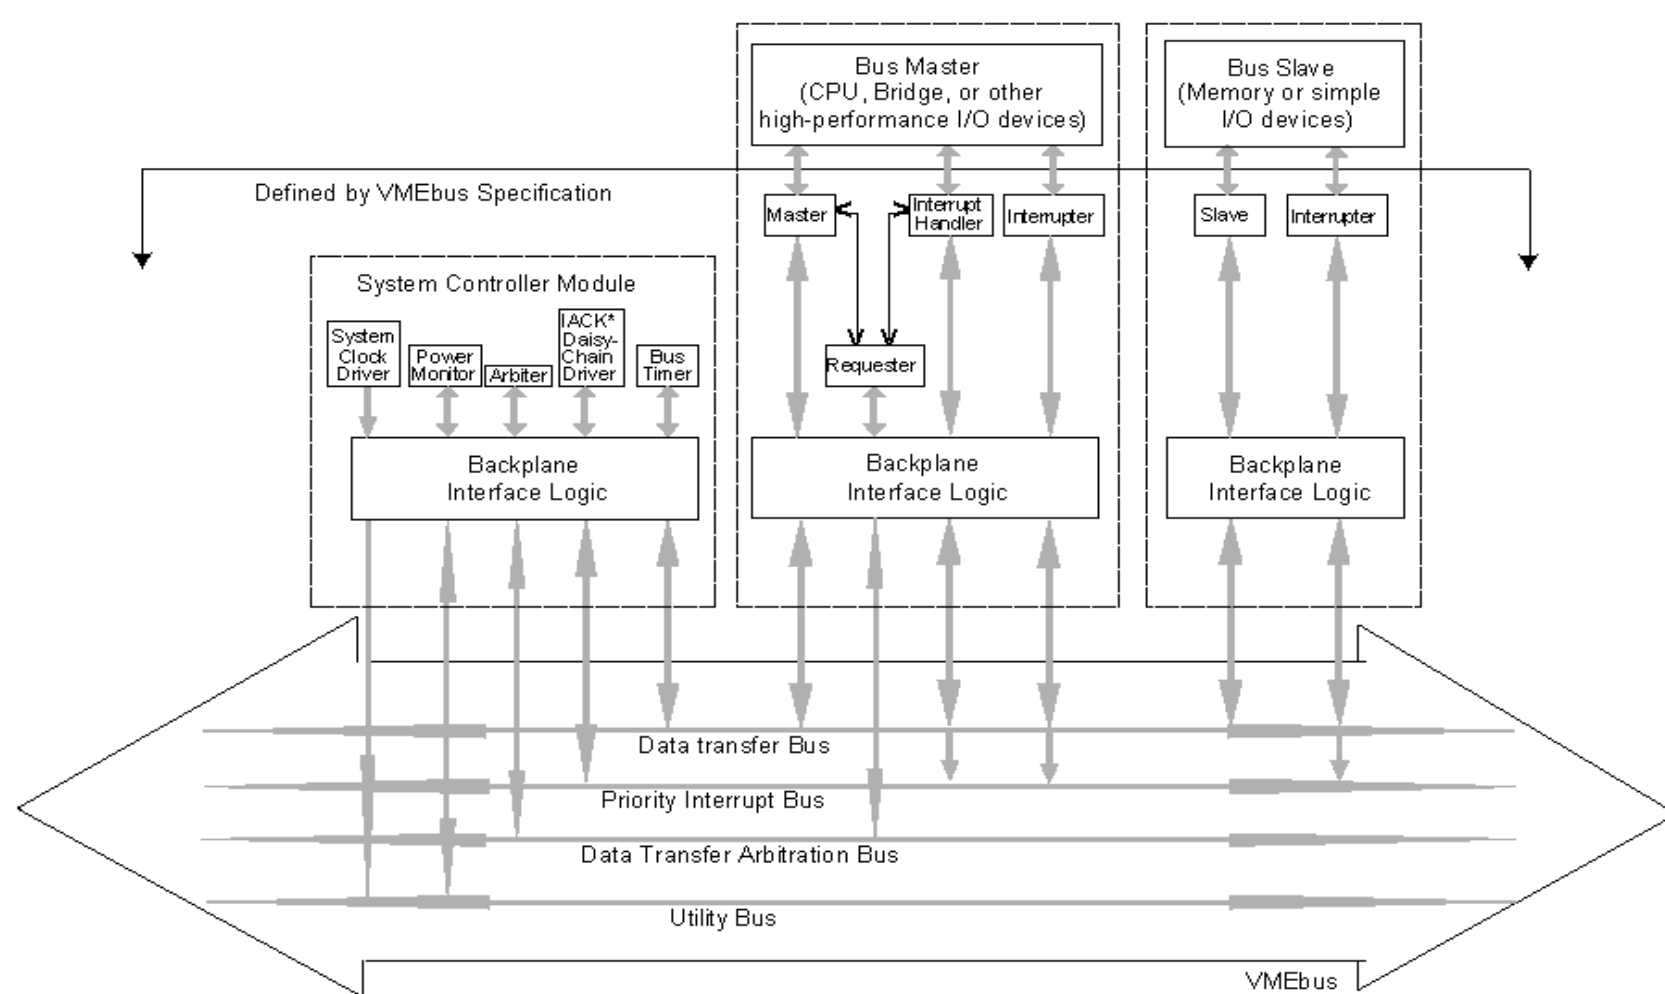 Bus Master
(CPU, Bridge, or other
high-performance I/O devices)
Bus Slave
(Memory or simple
I/O devices)
Defined by VMEbus Specification
Master
Interrupt
Handler
Interrupter
Slave
Interrupter
System Controller Module
System
Clock
Driver
Power
Monitor
Arbiter
IACK*
Daisy-
Chain
Driver
Bus
Timer
Requester
Backplane
Interface Logic
Backplane
Interface Logic
Backplane
Interface Logic
Data transfer Bus
Priority Interrupt Bus
Data Transfer Arbitration Bus
Utility Bus
VMEbus